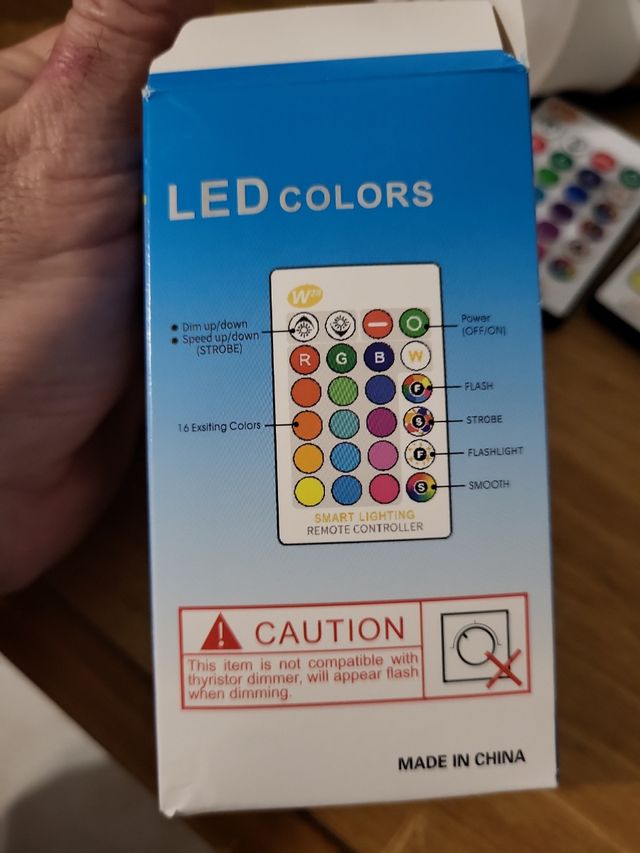 LED COLORS
W
Dim up/down
Speed up/down
(STROBE)
Power
(OFF/ON)
R G B W
F FLASH
16 Exsiting Colors
S STROBE
F FLASHLIGHT
S SMOOTH
SMART LIGHTING
REMOTE CONTROLLER
CAUTION
This item is not compatible with
thyristor dimmer, will appear flash
when dimming.
MADE IN CHINA